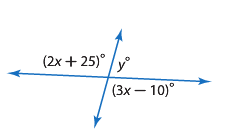 (2x + 25)° y°
(3x − 10)°